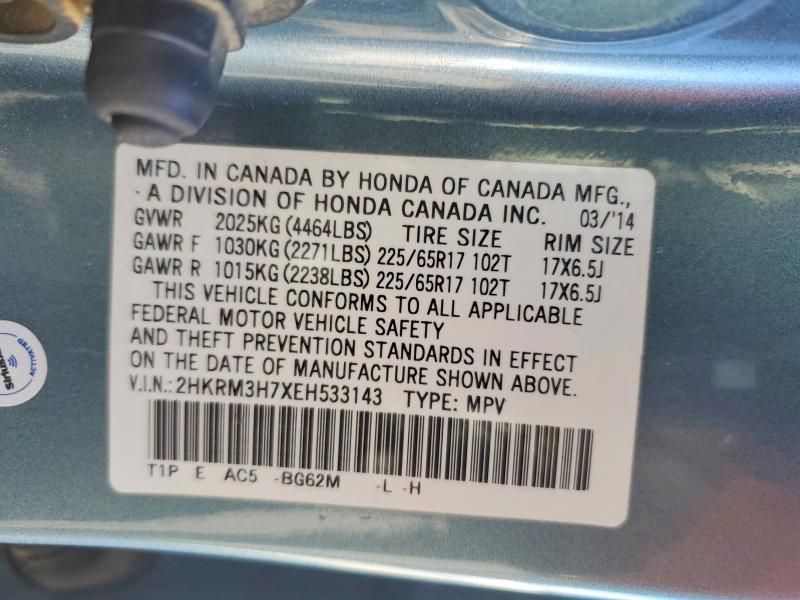 MFD. IN CANADA BY HONDA OF CANADA MFG.,
- A DIVISION OF HONDA CANADA INC. 03/'14
GVWR 2025KG (4464LBS) TIRE SIZE RIM SIZE
GAWR F 1030KG (2271LBS) 225/65R17 102T 17X6.5J
GAWR R 1015KG (2238LBS) 225/65R17 102T 17X6.5J
THIS VEHICLE CONFORMS TO ALL APPLICABLE
FEDERAL MOTOR VEHICLE SAFETY
AND THEFT PREVENTION STANDARDS IN EFFECT
ON THE DATE OF MANUFACTURE SHOWN ABOVE.
V.I.N.: 2HKRM3H7XEH533143 TYPE: MPV
T1P E AC5 -BG62M -L -H
ACTIVATED